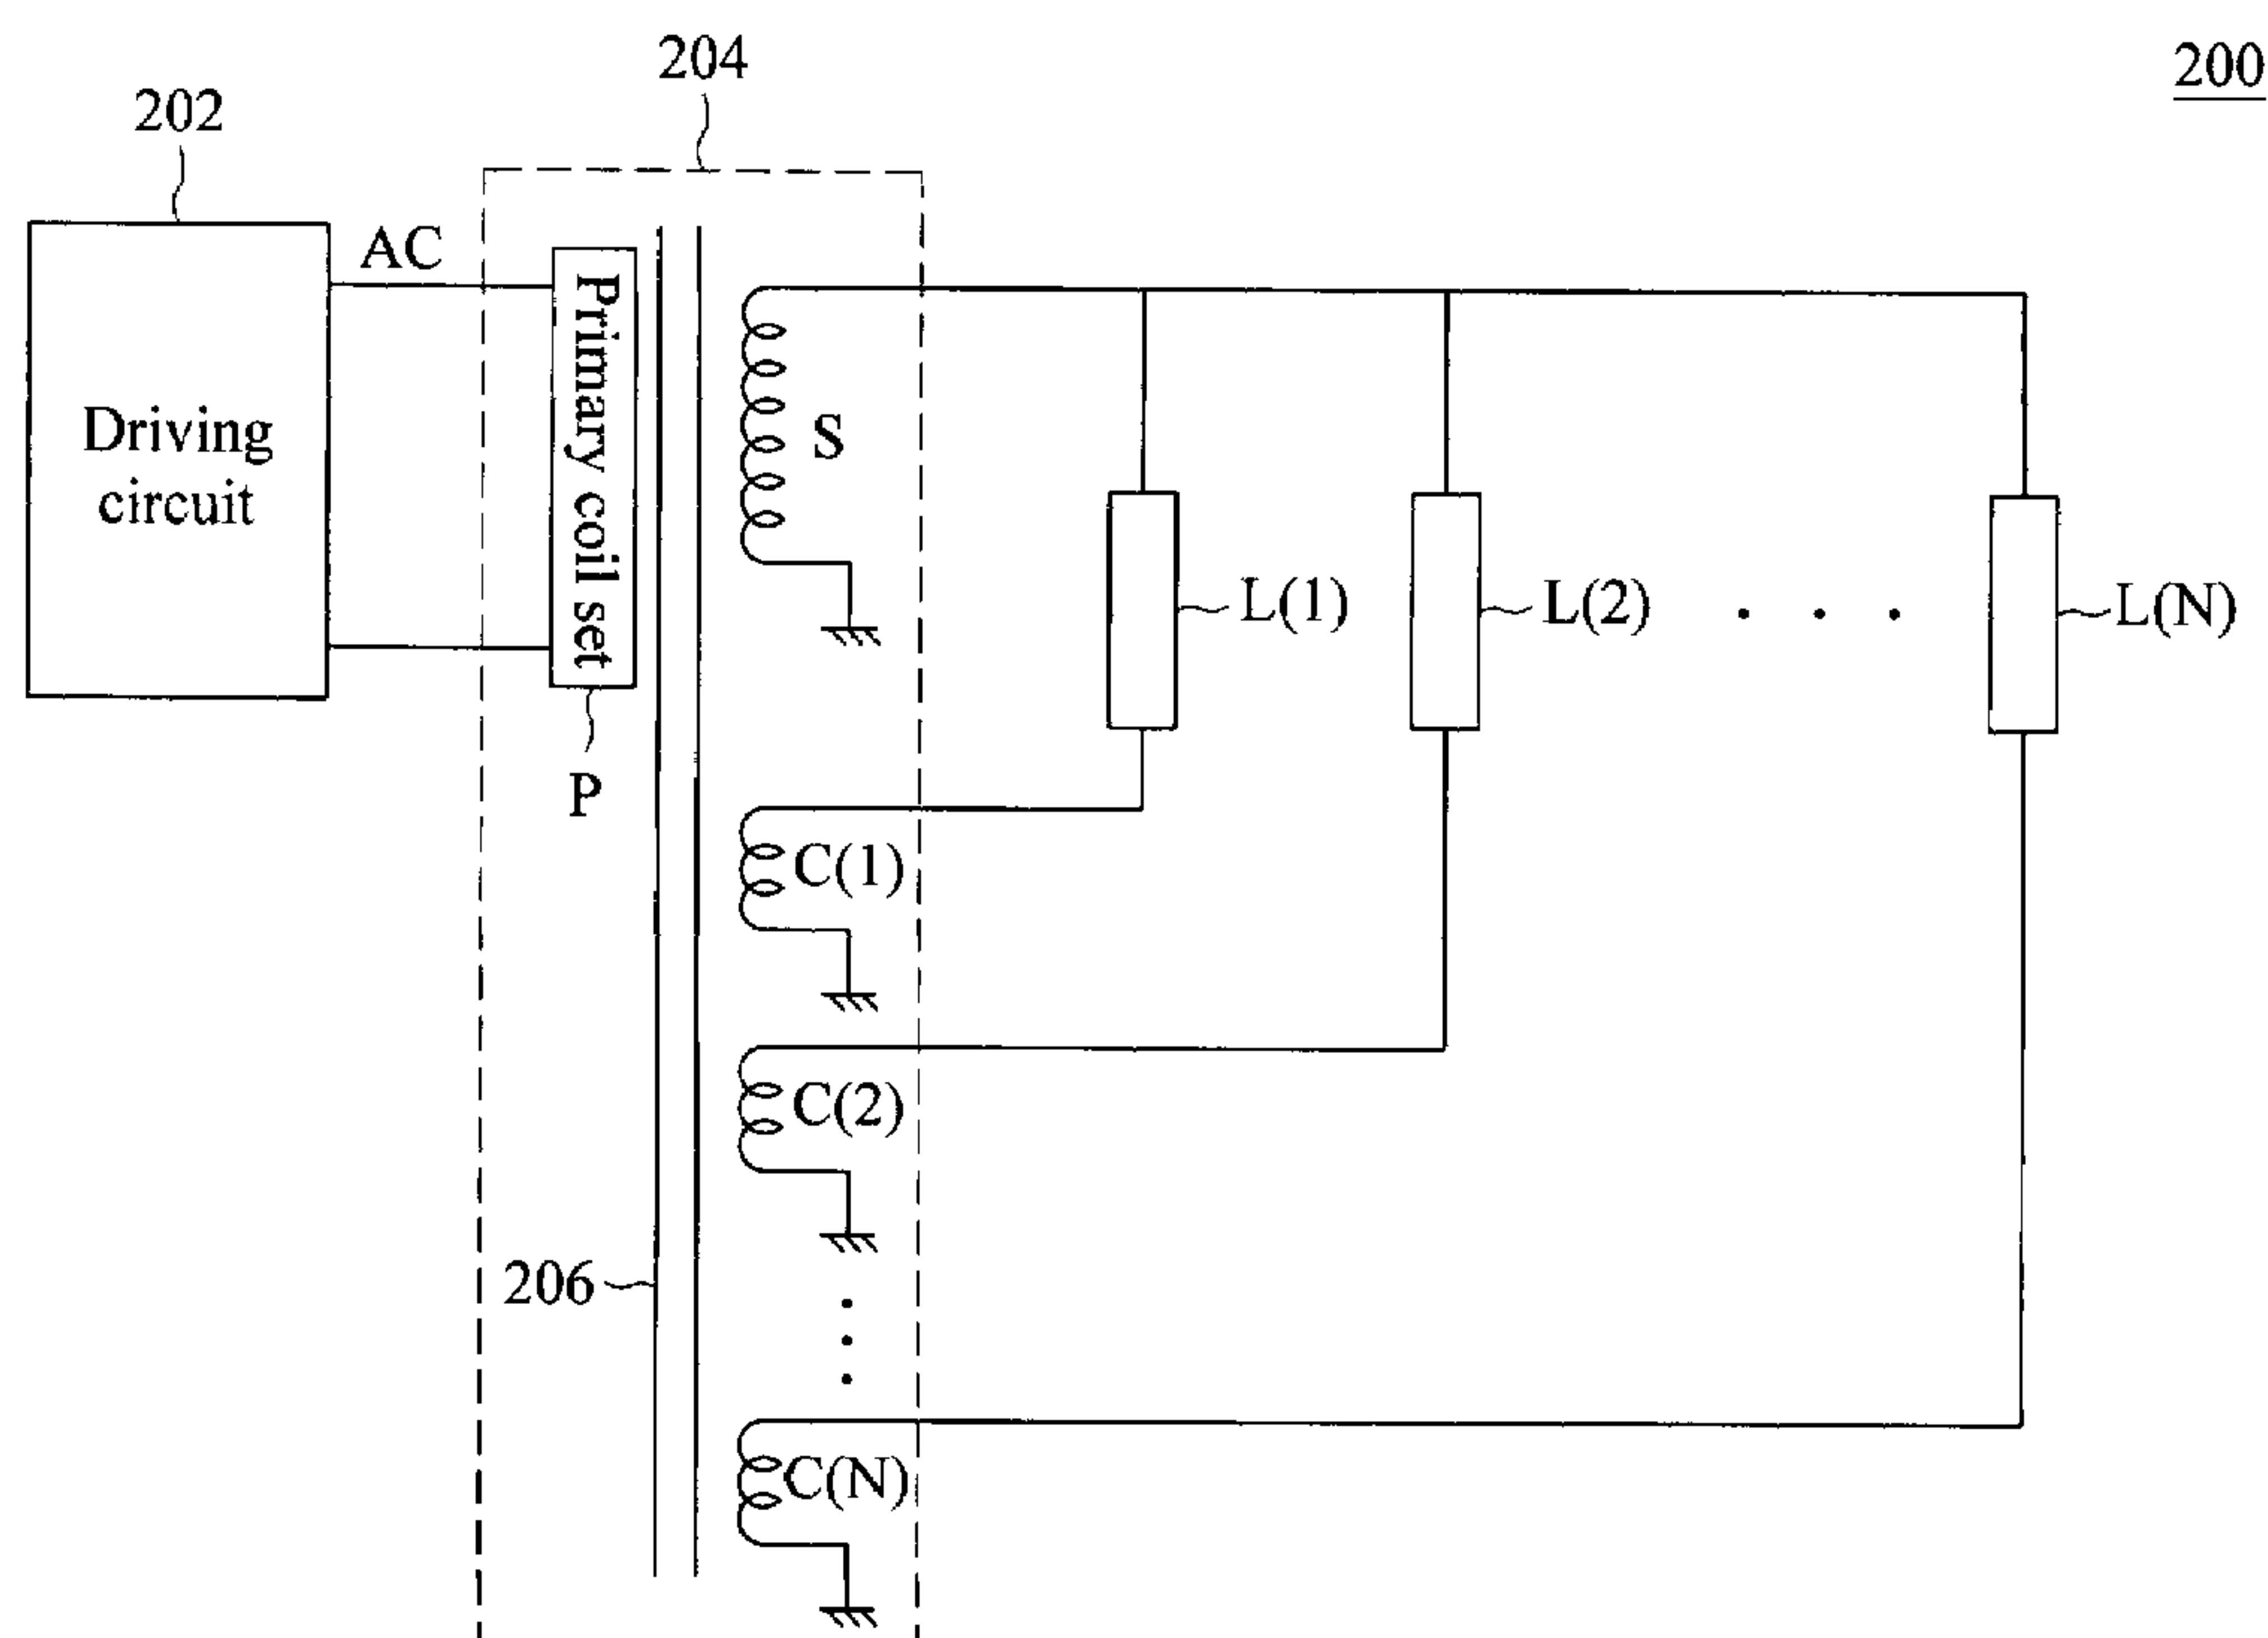 204
200
202
AC
Driving
circuit
Primary coil set
S
L(1)
L(2)
. . .
L(N)
P
C(1)
C(2)
206
C(N)